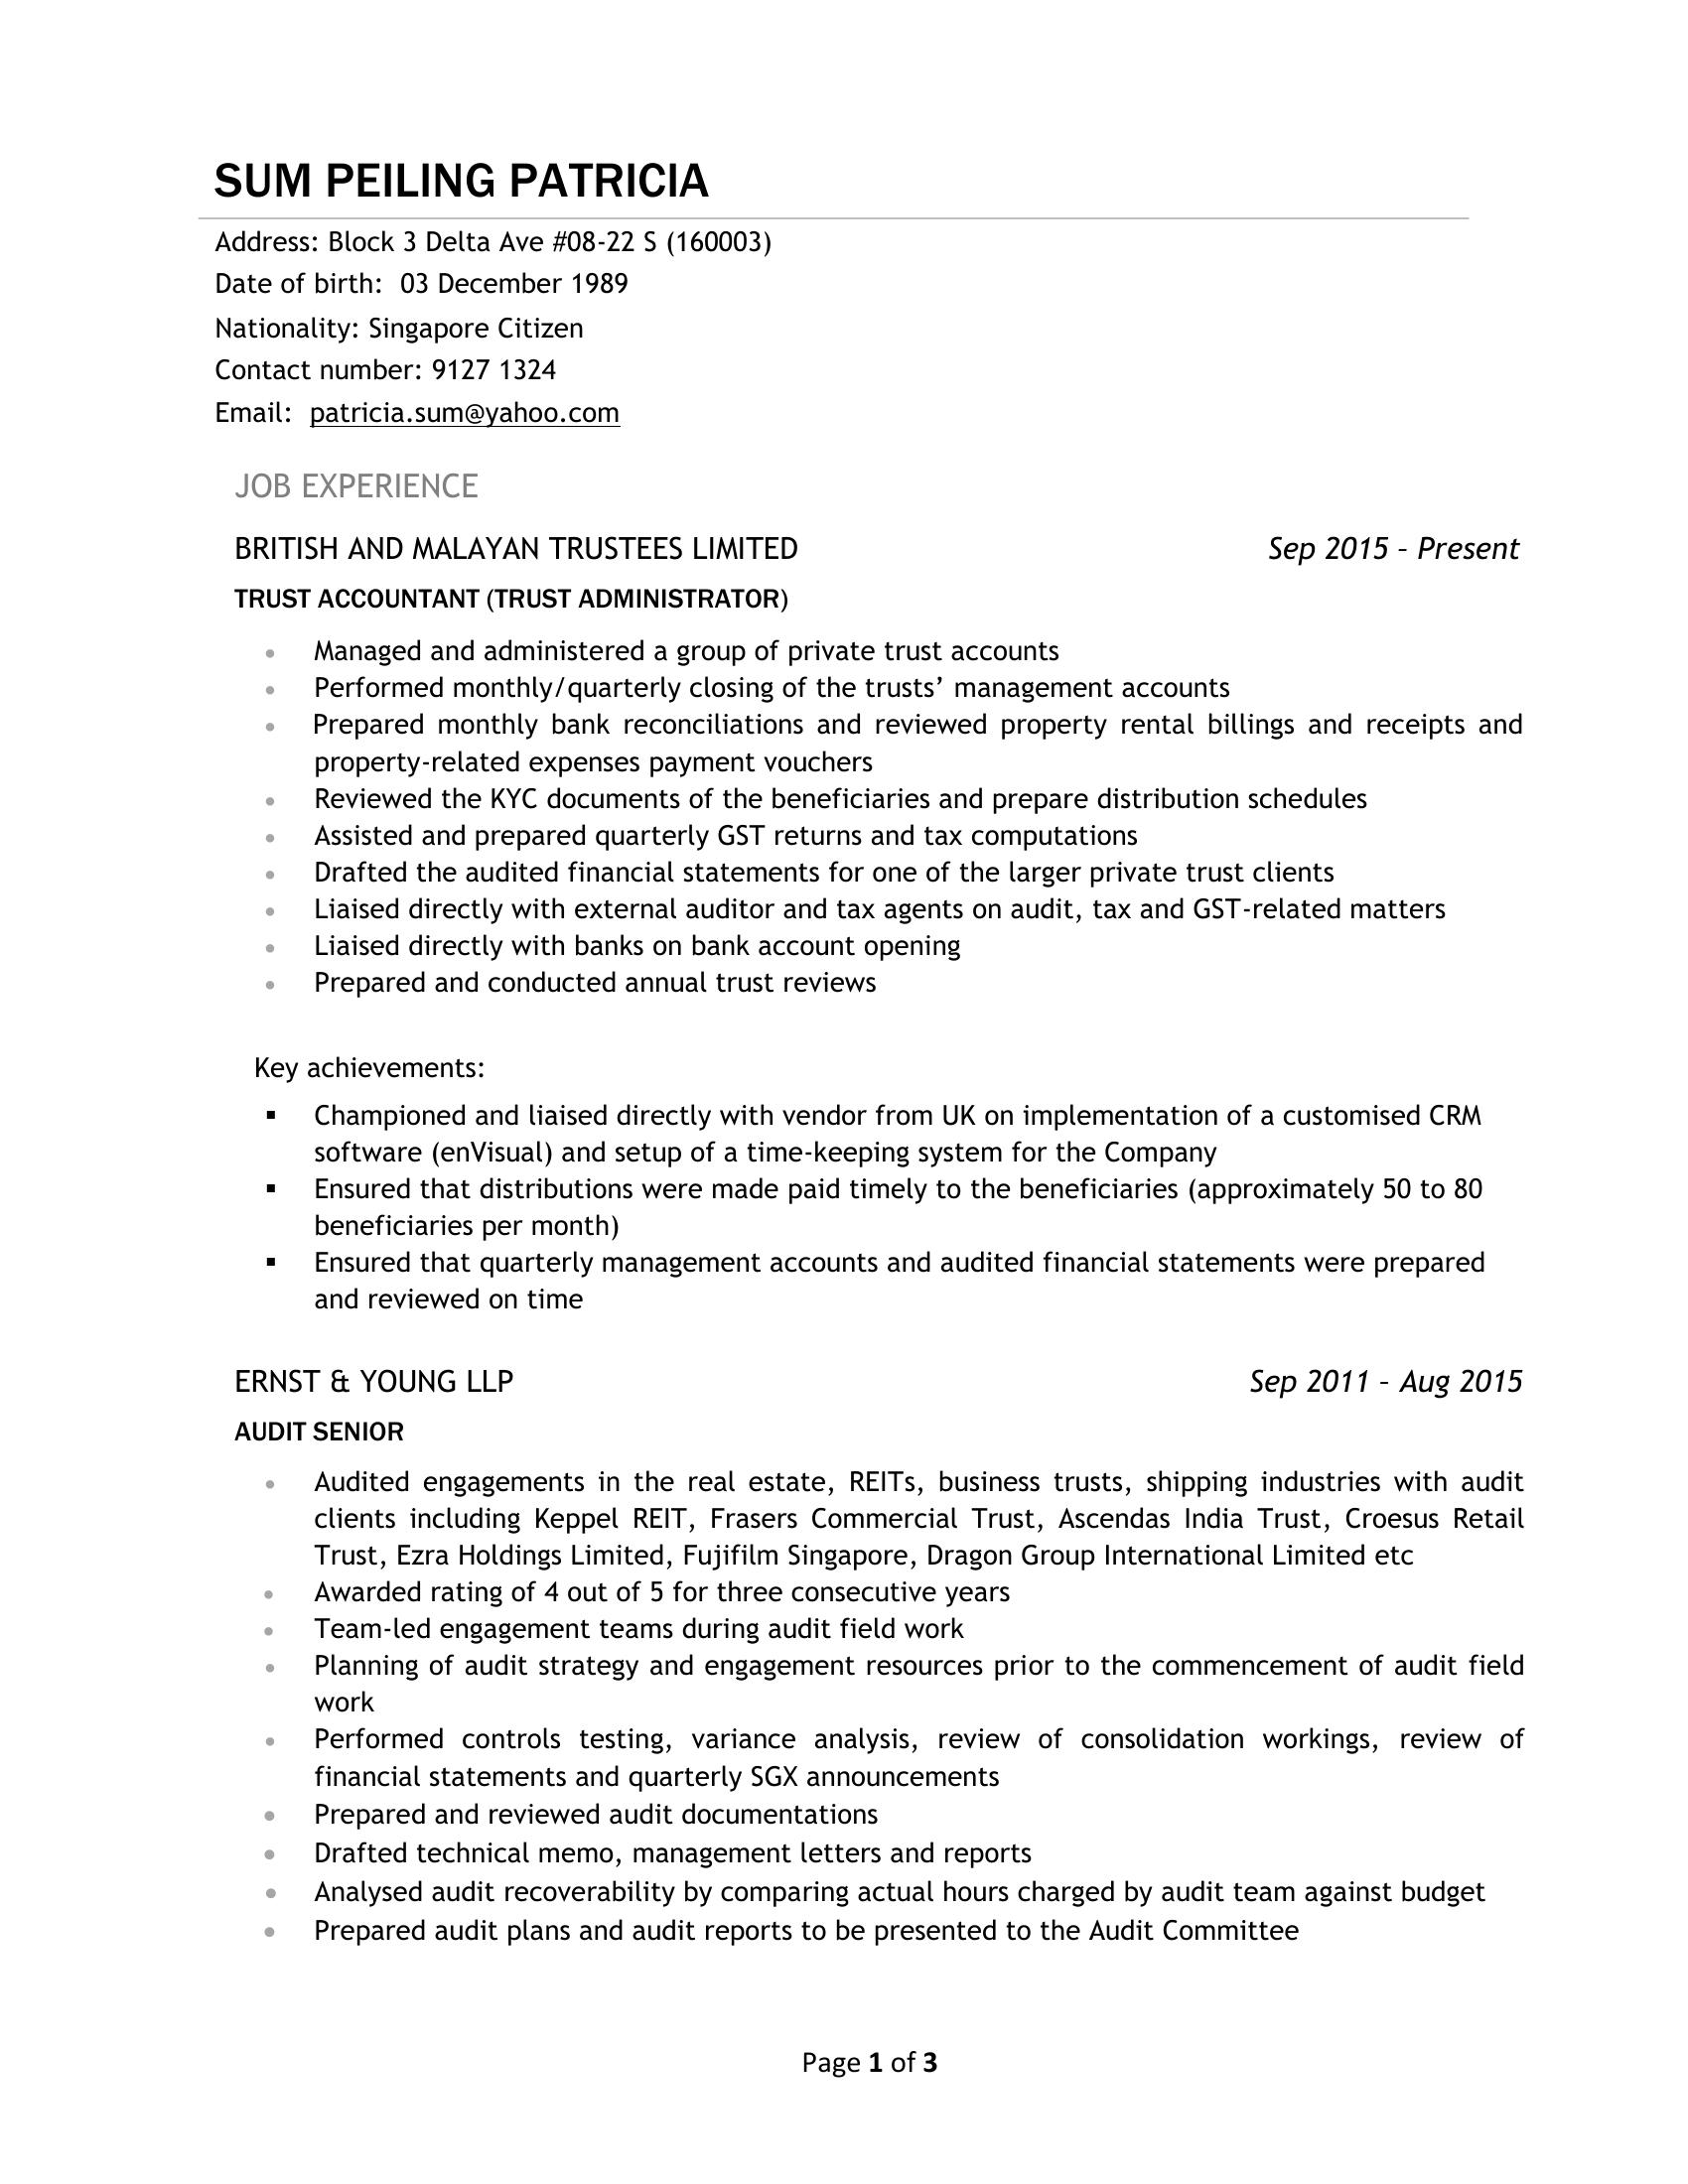 SUM PEILING PATRICIA
Address: Block 3 Delta Ave #08-22 S (160003)
Date of birth:  03 December 1989
Nationality: Singapore Citizen
Contact number: 9127 1324
Email:  patricia.sum@yahoo.com
JOB EXPERIENCE
BRITISH AND MALAYAN TRUSTEES LIMITED Sep 2015 – Present
TRUST ACCOUNTANT (TRUST ADMINISTRATOR)
• Managed and administered a group of private trust accounts
• Performed monthly/quarterly closing of the trusts’ management accounts
• Prepared monthly bank reconciliations and reviewed property rental billings and receipts and
property-related expenses payment vouchers
• Reviewed the KYC documents of the beneficiaries and prepare distribution schedules
• Assisted and prepared quarterly GST returns and tax computations
• Drafted the audited financial statements for one of the larger private trust clients
• Liaised directly with external auditor and tax agents on audit, tax and GST-related matters
• Liaised directly with banks on bank account opening
• Prepared and conducted annual trust reviews
Key achievements:
▪ Championed and liaised directly with vendor from UK on implementation of a customised CRM
software (enVisual) and setup of a time-keeping system for the Company
▪ Ensured that distributions were made paid timely to the beneficiaries (approximately 50 to 80
beneficiaries per month)
▪ Ensured that quarterly management accounts and audited financial statements were prepared
and reviewed on time
ERNST & YOUNG LLP Sep 2011 – Aug 2015
AUDIT SENIOR
• Audited engagements in the real estate, REITs, business trusts, shipping industries with audit
clients including Keppel REIT, Frasers Commercial Trust, Ascendas India Trust, Croesus Retail
Trust, Ezra Holdings Limited, Fujifilm Singapore, Dragon Group International Limited etc
• Awarded rating of 4 out of 5 for three consecutive years
• Team-led engagement teams during audit field work
• Planning of audit strategy and engagement resources prior to the commencement of audit field
work
• Performed controls testing, variance analysis, review of consolidation workings, review of
financial statements and quarterly SGX announcements
• Prepared and reviewed audit documentations
• Drafted technical memo, management letters and reports
• Analysed audit recoverability by comparing actual hours charged by audit team against budget
• Prepared audit plans and audit reports to be presented to the Audit Committee
Page 1 of 3